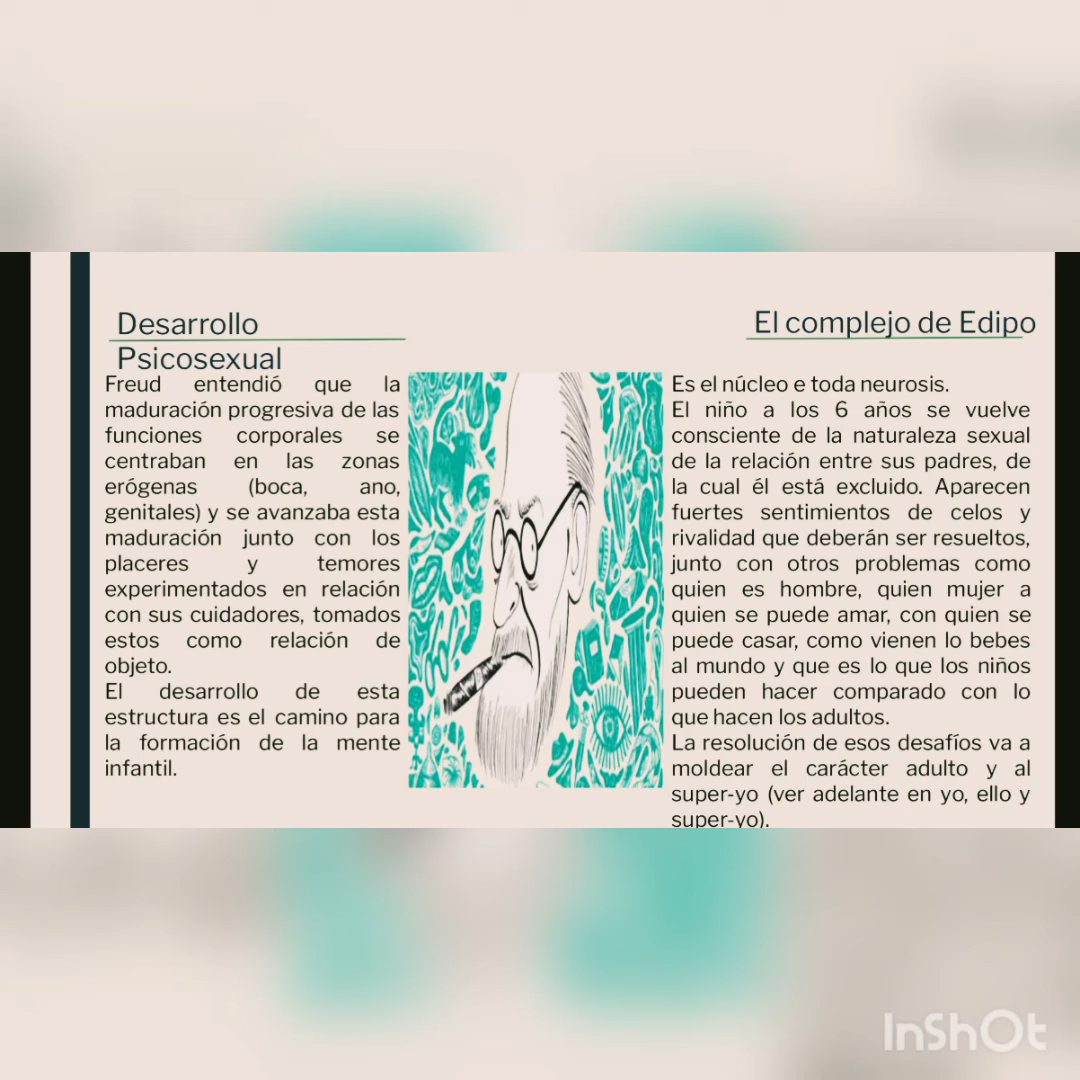 Desarrollo
Psicosexual
Freud entendió que la
maduración progresiva de las
funciones corporales se
centraban en las zonas
erógenas (boca, ano,
genitales) y se avanzaba esta
maduración junto con los
placeres y temores
experimentados en relación
con sus cuidadores, tomados
estos como relación de
objeto.
El desarrollo de esta
estructura es el camino para
la formación de la mente
infantil.
El complejo de Edipo
Es el núcleo e toda neurosis.
El niño a los 6 años se vuelve
consciente de la naturaleza sexual
de la relación entre sus padres, de
la cual él está excluido. Aparecen
fuertes sentimientos de celos y
rivalidad que deberán ser resueltos,
junto con otros problemas como
quien es hombre, quien mujer a
quien se puede amar, con quien se
puede casar, como vienen lo bebes
al mundo y que es lo que los niños
pueden hacer comparado con lo
que hacen los adultos.
La resolución de esos desafíos va a
moldear el carácter adulto y al
super-yo (ver adelante en yo, ello y
super-yo).
InShOt